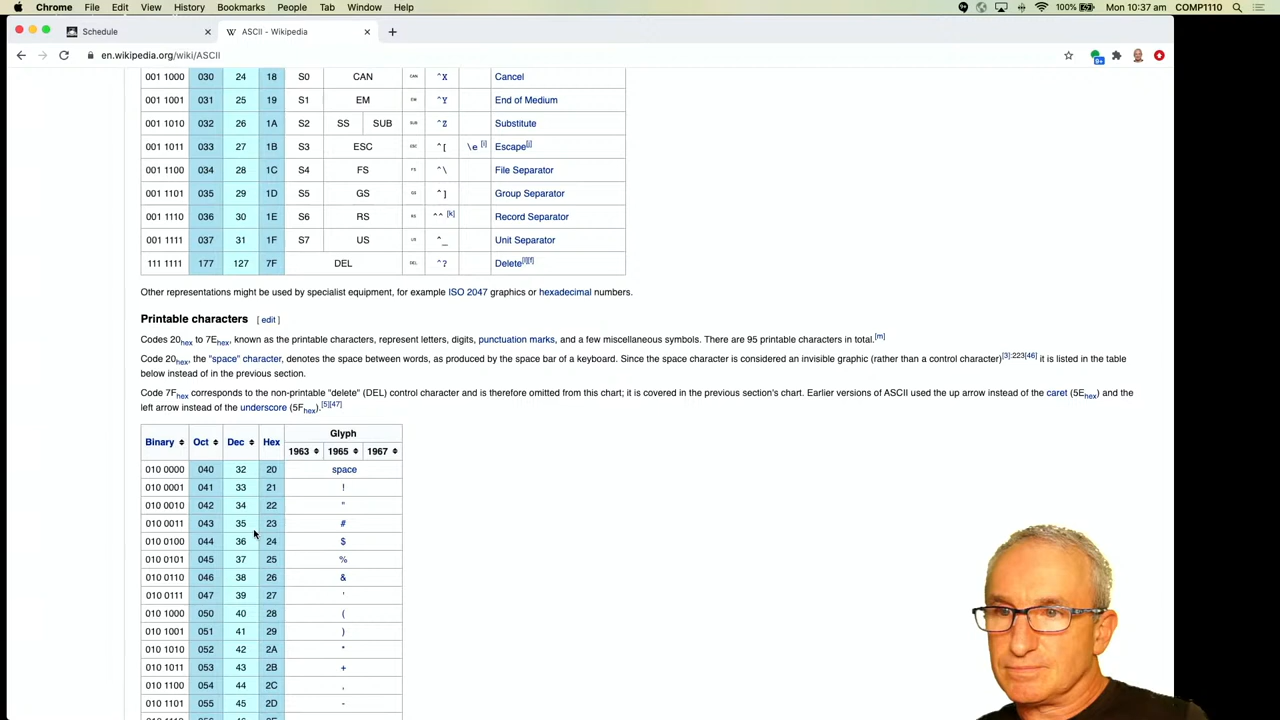 Chrome File Edit View History Bookmarks People Tab Window Help 100% Mon 10:37 am COMP1110
Schedule × W ASCII - Wikipedia × +
en.wikipedia.org/wiki/ASCII 9+
001 1000 030 24 18 S0 CAN CAN ^X Cancel
001 1001 031 25 19 S1 EM EM ^Y End of Medium
001 1010 032 26 1A S2 SS SUB SUB ^Z Substitute
001 1011 033 27 1B S3 ESC ESC ^[ \e [i] Escape[j]
001 1100 034 28 1C S4 FS FS ^\ File Separator
001 1101 035 29 1D S5 GS GS ^] Group Separator
001 1110 036 30 1E S6 RS RS ^^ [k] Record Separator
001 1111 037 31 1F S7 US US ^_ Unit Separator
111 1111 177 127 7F DEL DEL ^? Delete[l][f]
Other representations might be used by specialist equipment, for example ISO 2047 graphics or hexadecimal numbers.
Printable characters [ edit ]
Codes 20hex to 7Ehex, known as the printable characters, represent letters, digits, punctuation marks, and a few miscellaneous symbols. There are 95 printable characters in total.[m]
Code 20hex, the "space" character, denotes the space between words, as produced by the space bar of a keyboard. Since the space character is considered an invisible graphic (rather than a control character)[3]:223[46] it is listed in the table
below instead of in the previous section.
Code 7Fhex corresponds to the non-printable "delete" (DEL) control character and is therefore omitted from this chart; it is covered in the previous section's chart. Earlier versions of ASCII used the up arrow instead of the caret (5Ehex) and the
left arrow instead of the underscore (5Fhex).[5][47]
Binary Oct Dec Hex Glyph
1963 1965 1967
010 0000 040 32 20 space
010 0001 041 33 21 !
010 0010 042 34 22 "
010 0011 043 35 23 #
010 0100 044 36 24 $
010 0101 045 37 25 %
010 0110 046 38 26 &
010 0111 047 39 27 '
010 1000 050 40 28 (
010 1001 051 41 29 )
010 1010 052 42 2A *
010 1011 053 43 2B +
010 1100 054 44 2C ,
010 1101 055 45 2D -